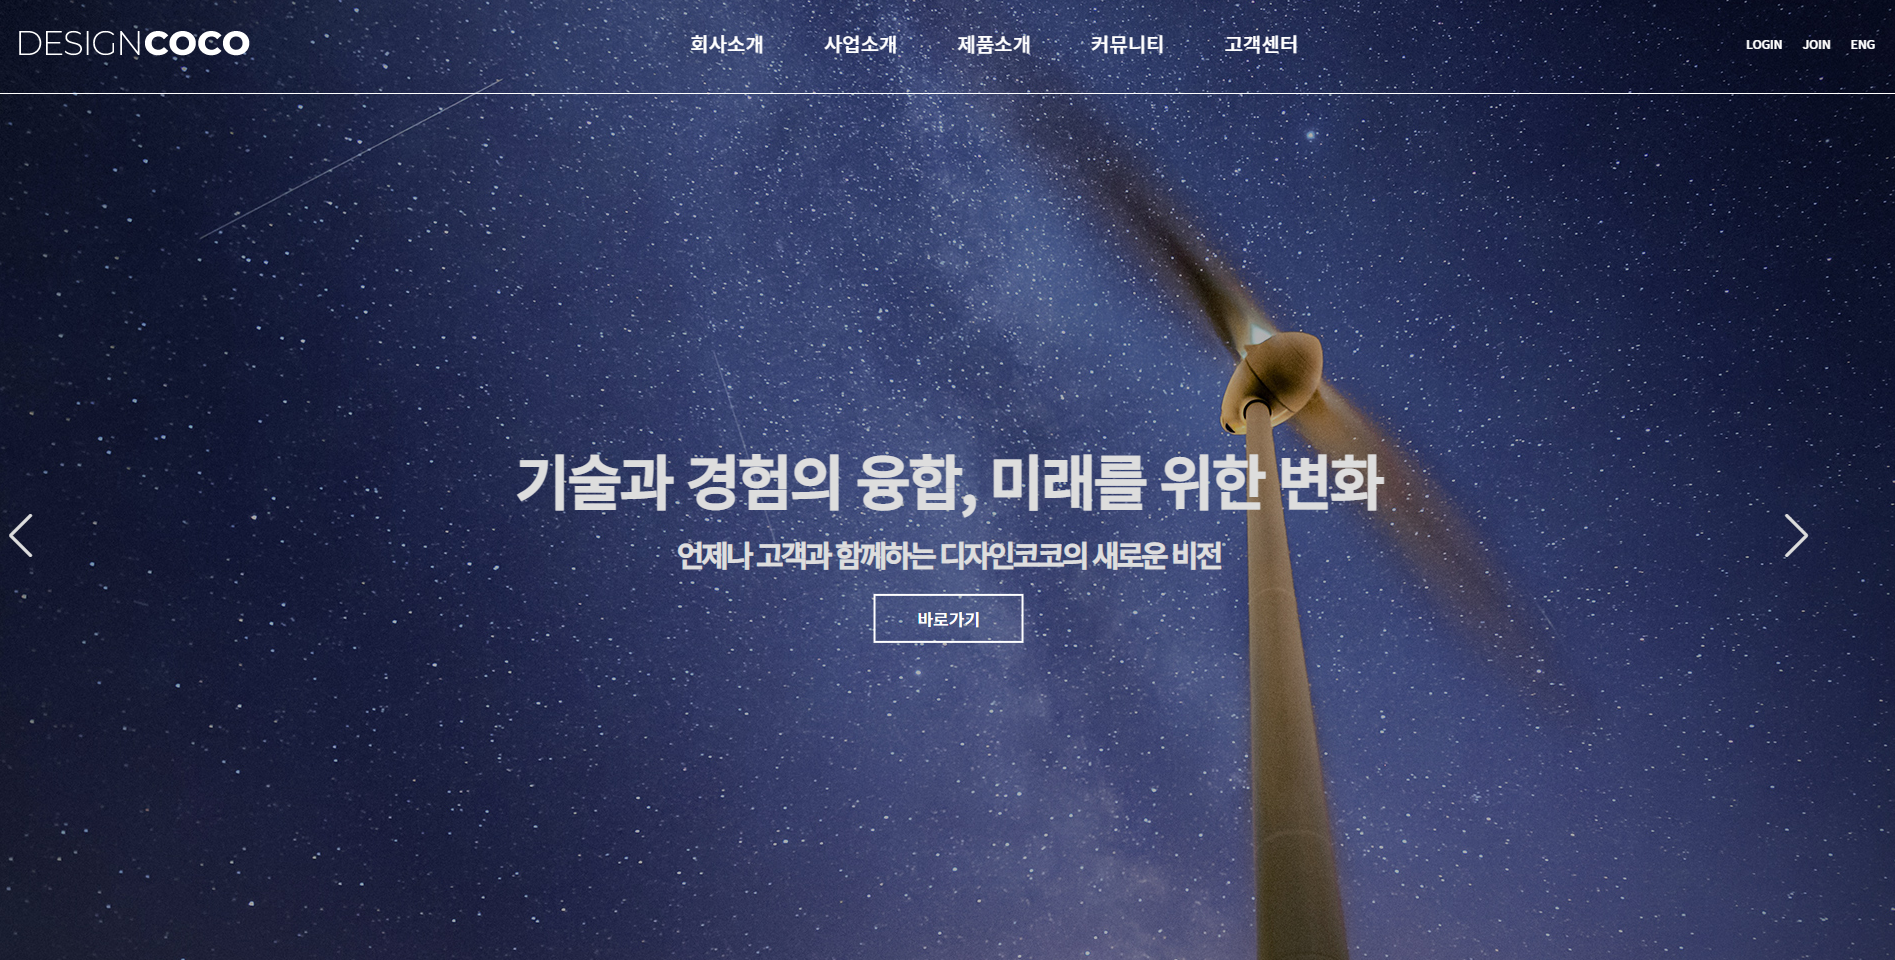 DESIGNCOCO
회사소개 사업소개 제품소개 커뮤니티 고객센터
LOGIN JOIN ENG
기술과 경험의 융합, 미래를 위한 변화
언제나 고객과 함께하는 디자인코코의 새로운 비전
바로가기